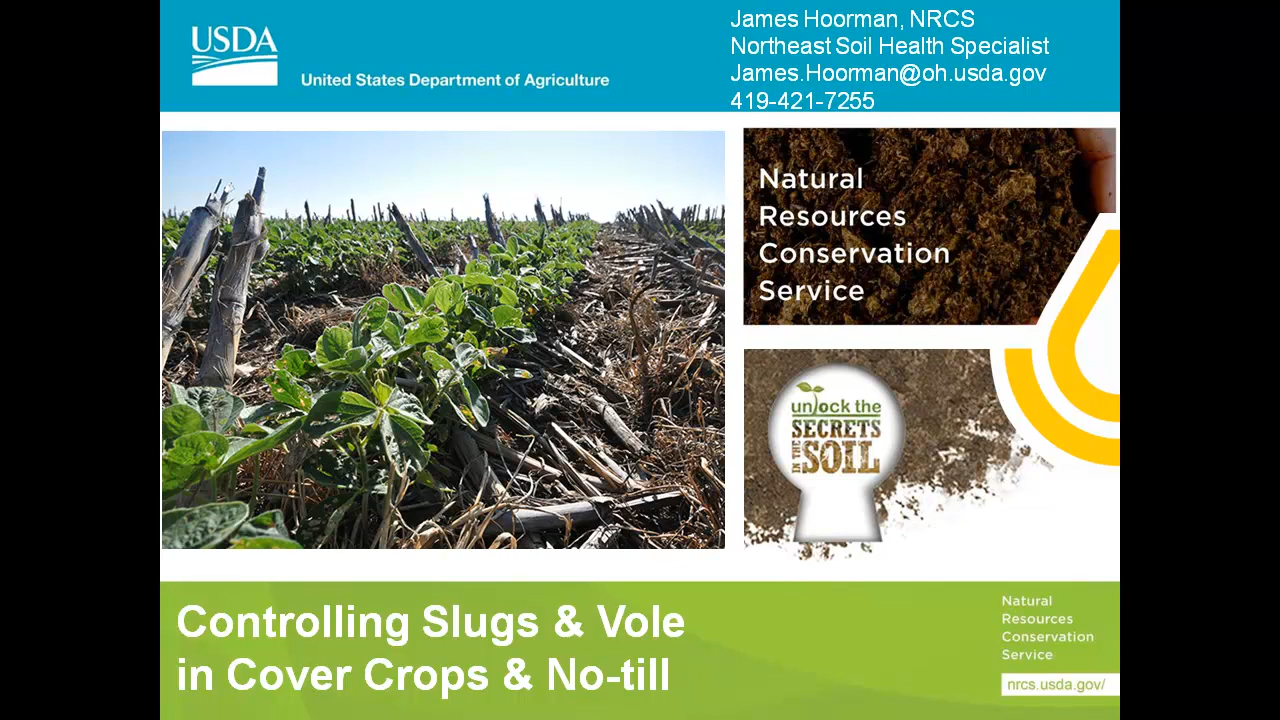 USDA
United States Department of Agriculture
James Hoorman, NRCS
Northeast Soil Health Specialist
James.Hoorman@oh.usda.gov
419-421-7255
Natural
Resources
Conservation
Service
unlock the
SECRETS
IN THE
SOIL
Controlling Slugs & Vole
in Cover Crops & No-till
Natural
Resources
Conservation
Service
nrcs.usda.gov/